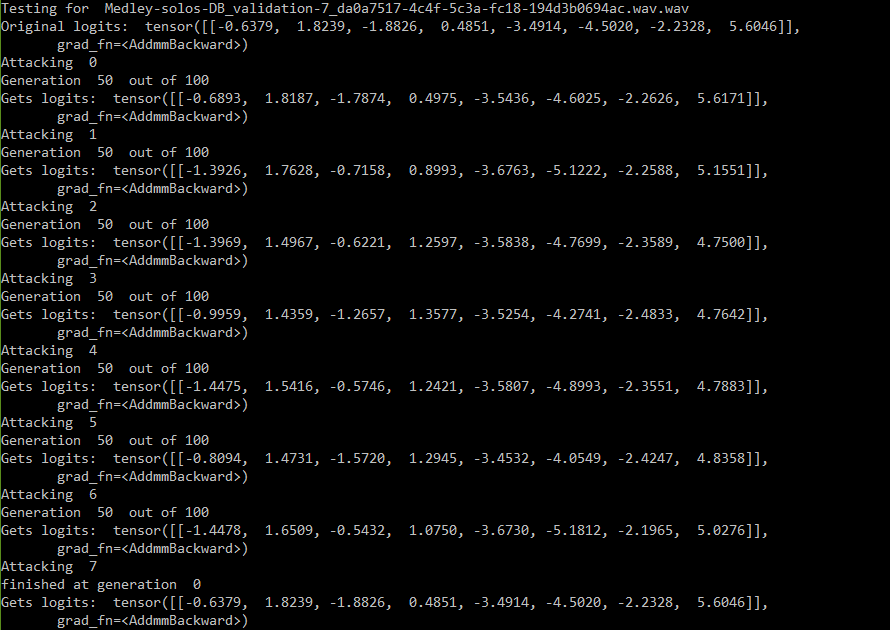 Testing for  Medley-solos-DB_validation-7_da0a7517-4c4f-5c3a-fc18-194d3b0694ac.wav.wav
Original logits:  tensor([[-0.6379,  1.8239, -1.8826,  0.4851, -3.4914, -4.5020, -2.2328,  5.6046]],
       grad_fn=<AddmmBackward>)
Attacking  0
Generation  50  out of 100
Gets logits:  tensor([[-0.6893,  1.8187, -1.7874,  0.4975, -3.5436, -4.6025, -2.2626,  5.6171]],
       grad_fn=<AddmmBackward>)
Attacking  1
Generation  50  out of 100
Gets logits:  tensor([[-1.3926,  1.7628, -0.7158,  0.8993, -3.6763, -5.1222, -2.2588,  5.1551]],
       grad_fn=<AddmmBackward>)
Attacking  2
Generation  50  out of 100
Gets logits:  tensor([[-1.3969,  1.4967, -0.6221,  1.2597, -3.5838, -4.7699, -2.3589,  4.7500]],
       grad_fn=<AddmmBackward>)
Attacking  3
Generation  50  out of 100
Gets logits:  tensor([[-0.9959,  1.4359, -1.2657,  1.3577, -3.5254, -4.2741, -2.4833,  4.7642]],
       grad_fn=<AddmmBackward>)
Attacking  4
Generation  50  out of 100
Gets logits:  tensor([[-1.4475,  1.5416, -0.5746,  1.2421, -3.5807, -4.8993, -2.3551,  4.7883]],
       grad_fn=<AddmmBackward>)
Attacking  5
Generation  50  out of 100
Gets logits:  tensor([[-0.8094,  1.4731, -1.5720,  1.2945, -3.4532, -4.0549, -2.4247,  4.8358]],
       grad_fn=<AddmmBackward>)
Attacking  6
Generation  50  out of 100
Gets logits:  tensor([[-1.4478,  1.6509, -0.5432,  1.0750, -3.6730, -5.1812, -2.1965,  5.0276]],
       grad_fn=<AddmmBackward>)
Attacking  7
finished at generation  0
Gets logits:  tensor([[-0.6379,  1.8239, -1.8826,  0.4851, -3.4914, -4.5020, -2.2328,  5.6046]],
       grad_fn=<AddmmBackward>)